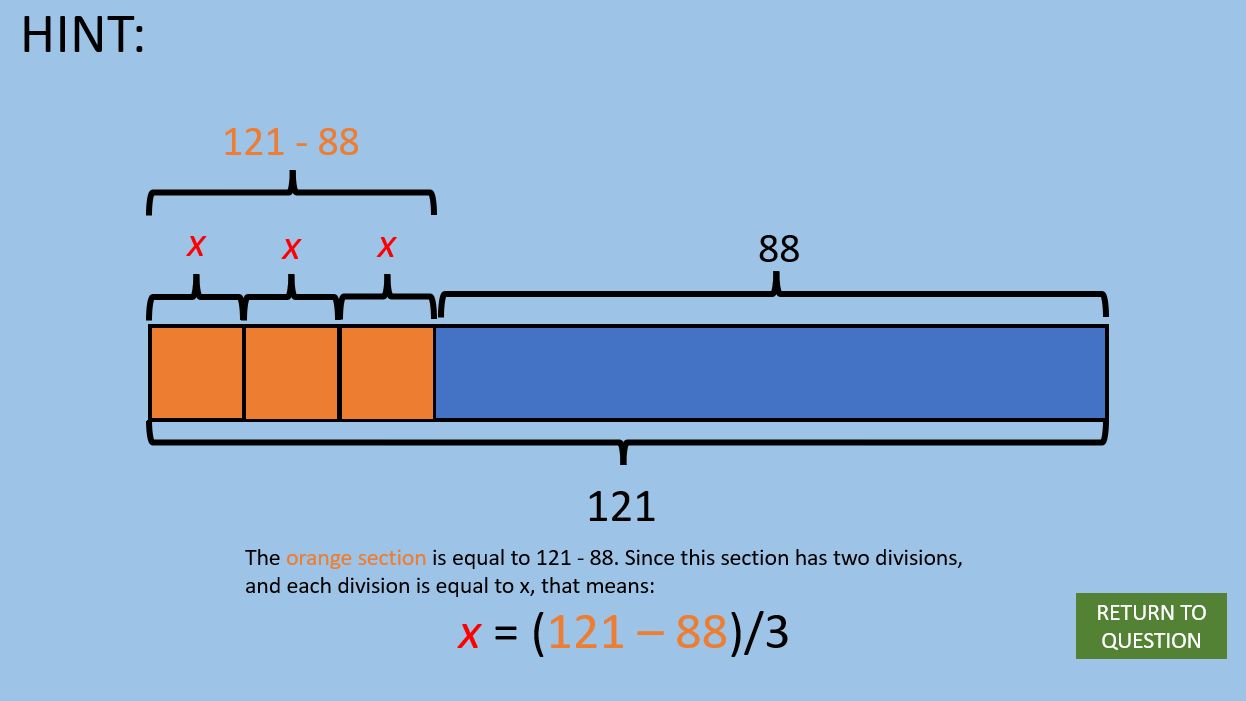 HINT:
121 - 88
x x x
88
121
The orange section is equal to 121 - 88. Since this section has two divisions,
and each division is equal to x, that means:
x = (121 – 88)/3
RETURN TO
QUESTION